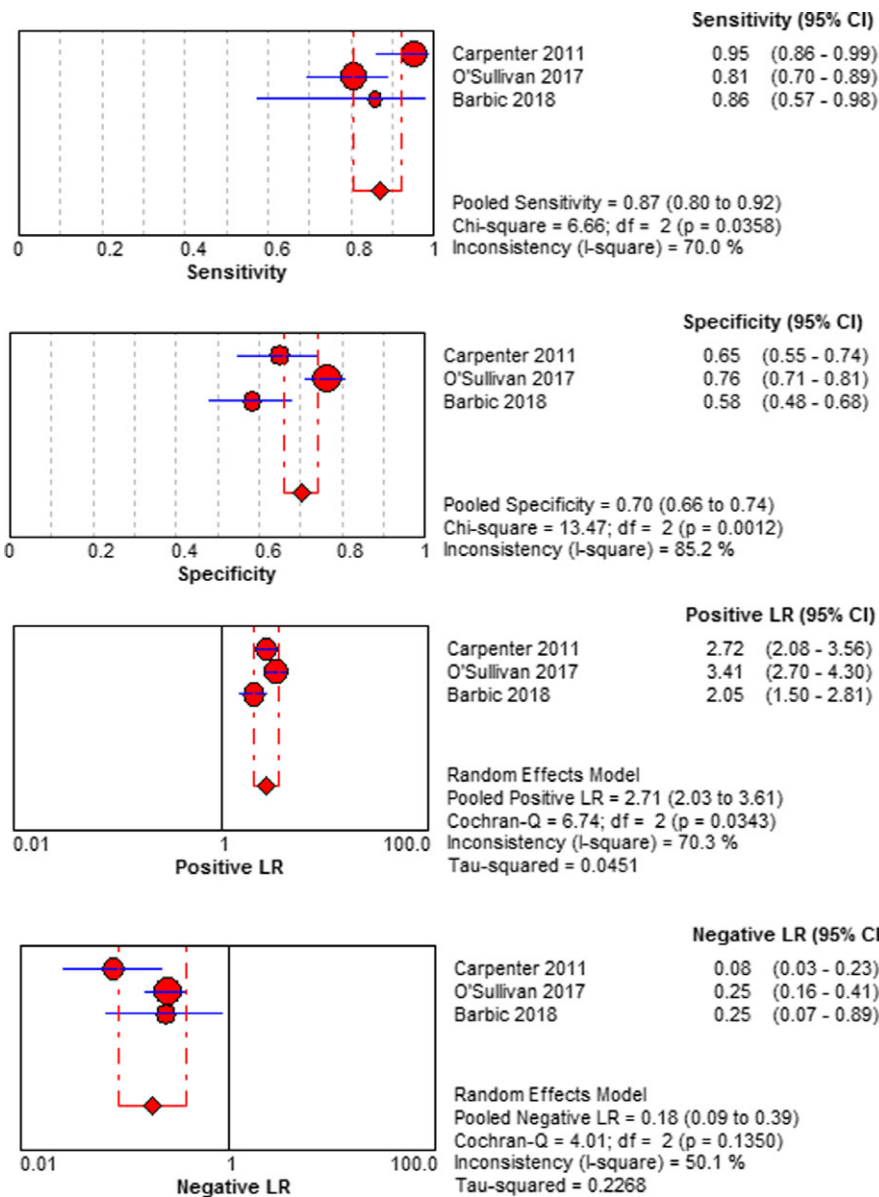 Sensitivity (95% CI)
Carpenter 2011 0.95 (0.86 - 0.99)
O'Sullivan 2017 0.81 (0.70 - 0.89)
Barbic 2018 0.86 (0.57 - 0.98)
Pooled Sensitivity = 0.87 (0.80 to 0.92)
Chi-square = 6.66; df = 2 (p = 0.0358)
Inconsistency (I-square) = 70.0 %
0 0.2 0.4 0.6 0.8 1
Sensitivity
Specificity (95% CI)
Carpenter 2011 0.65 (0.55 - 0.74)
O'Sullivan 2017 0.76 (0.71 - 0.81)
Barbic 2018 0.58 (0.48 - 0.68)
Pooled Specificity = 0.70 (0.66 to 0.74)
Chi-square = 13.47; df = 2 (p = 0.0012)
Inconsistency (I-square) = 85.2 %
0 0.2 0.4 0.6 0.8 1
Specificity
Positive LR (95% CI)
Carpenter 2011 2.72 (2.08 - 3.56)
O'Sullivan 2017 3.41 (2.70 - 4.30)
Barbic 2018 2.05 (1.50 - 2.81)
Random Effects Model
Pooled Positive LR = 2.71 (2.03 to 3.61)
Cochran-Q = 6.74; df = 2 (p = 0.0343)
Inconsistency (I-square) = 70.3 %
Tau-squared = 0.0451
0.01 1 100.0
Positive LR
Negative LR (95% CI
Carpenter 2011 0.08 (0.03 - 0.23)
O'Sullivan 2017 0.25 (0.16 - 0.41)
Barbic 2018 0.25 (0.07 - 0.89)
Random Effects Model
Pooled Negative LR = 0.18 (0.09 to 0.39)
Cochran-Q = 4.01; df = 2 (p = 0.1350)
Inconsistency (I-square) = 50.1 %
Tau-squared = 0.2268
0.01 1 100.0
Negative LR